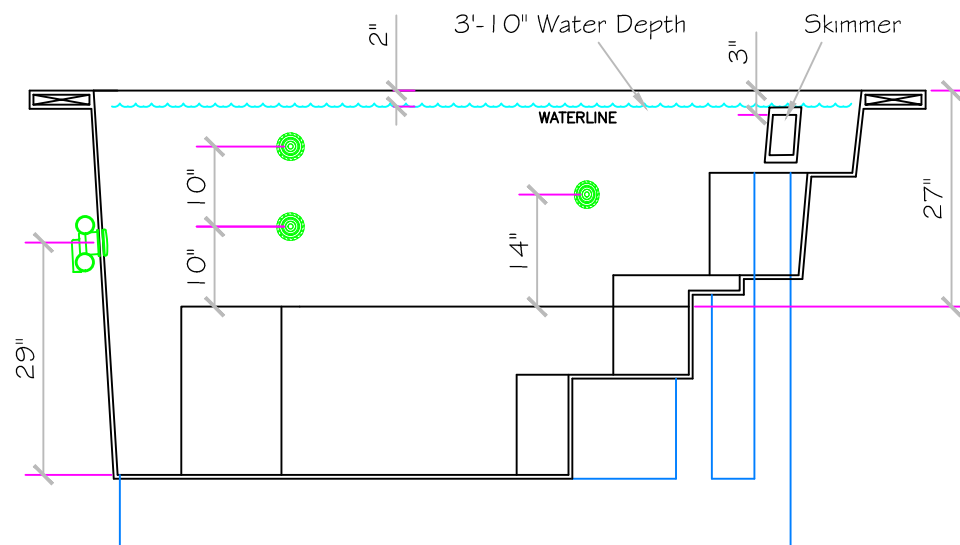 2"
3'-10" Water Depth
3"
Skimmer
WATERLINE
10"
10"
14"
27"
29"